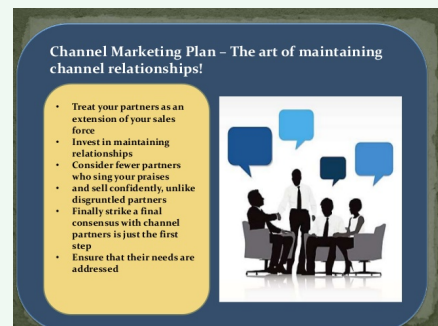 Channel Marketing Plan – The art of maintaining
channel relationships!
• Treat your partners as an
extension of your sales
force
• Invest in maintaining
relationships
• Consider fewer partners
who sing your praises
• and sell confidently, unlike
disgruntled partners
• Finally strike a final
consensus with channel
partners is just the first
step
• Ensure that their needs are
addressed